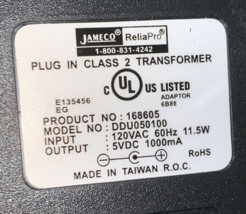 JAMECO® ReliaPro®
1-800-831-4242
PLUG IN CLASS 2 TRANSFORMER
C UL® US LISTED
ADAPTOR
E135456 6B88
EG
PRODUCT NO : 168605
MODEL NO : DDU050100
INPUT : 120VAC 60Hz 11.5W
OUTPUT : 5VDC 1000mA
RoHS
MADE IN TAIWAN R.O.C.